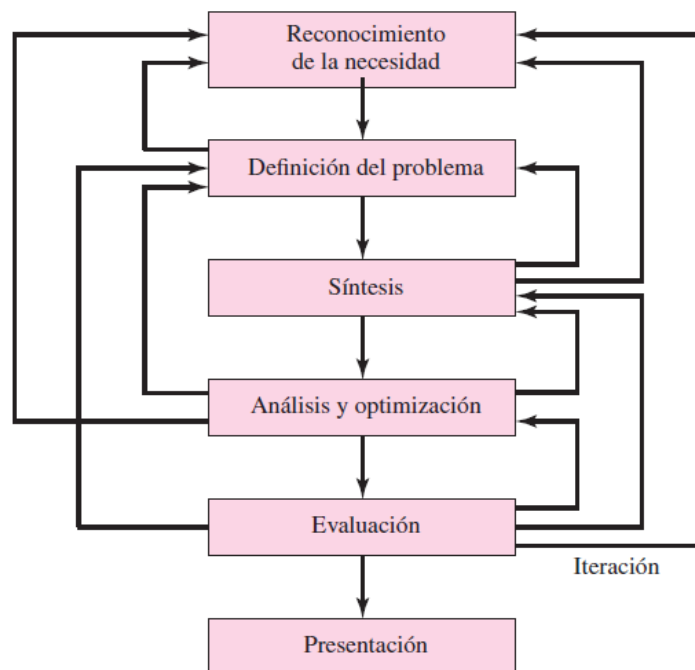 Reconocimiento
de la necesidad
Definición del problema
Síntesis
Análisis y optimización
Evaluación
Iteración
Presentación